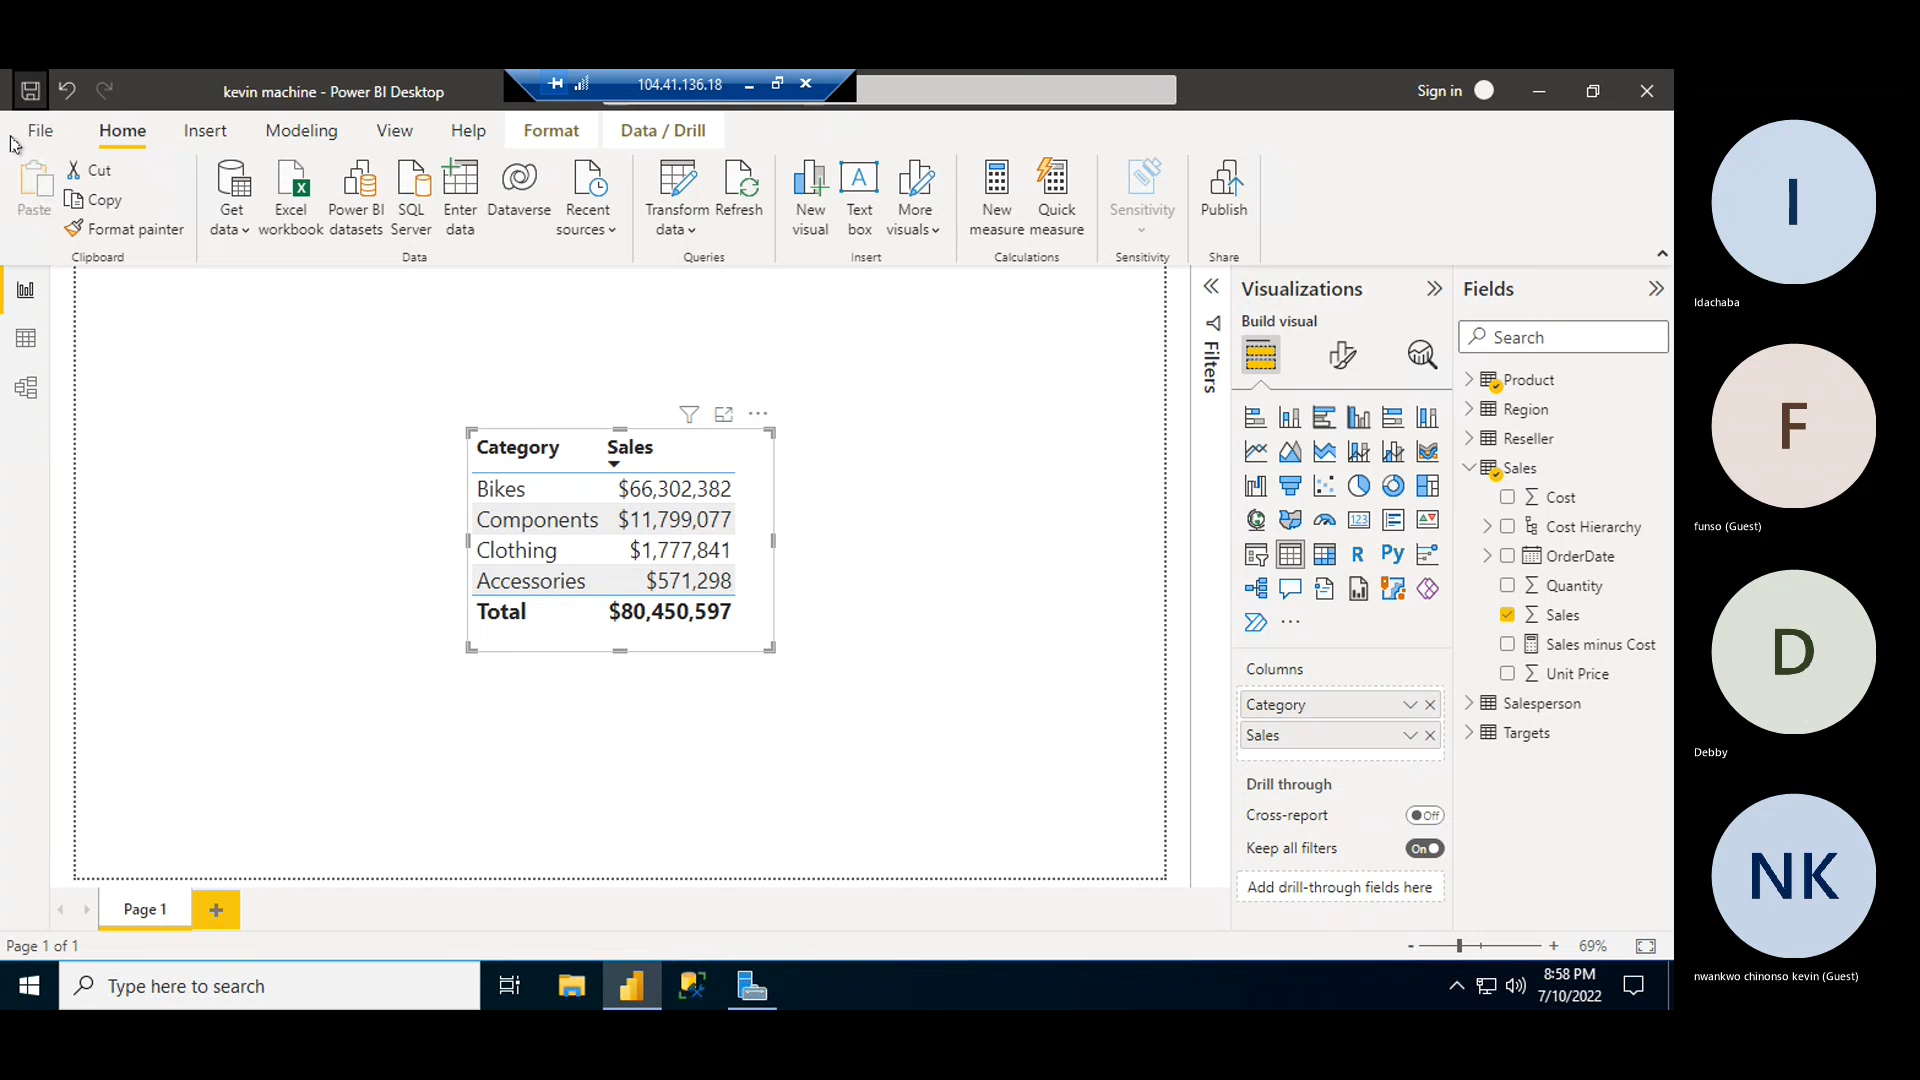 kevin machine - Power BI Desktop
104.41.136.18
Sign in
File
Home
Insert
Modeling
View
Help
Format
Data / Drill
Paste
Cut
Copy
Format painter
Clipboard
Get data
Excel workbook
Power BI datasets
SQL Server
Enter data
Dataverse
Recent sources
Data
Transform data
Refresh
Queries
New visual
Text box
More visuals
Insert
New measure
Quick measure
Calculations
Sensitivity
Sensitivity
Publish
Share
Category Sales
Bikes $66,302,382
Components $11,799,077
Clothing $1,777,841
Accessories $571,298
Total $80,450,597
Filters
Visualizations
Build visual
123
R
Py
Columns
Category
Sales
Drill through
Cross-report
Off
Keep all filters
On
Add drill-through fields here
Fields
Search
Product
Region
Reseller
Sales
Cost
Cost Hierarchy
OrderDate
Quantity
Sales
Sales minus Cost
Unit Price
Salesperson
Targets
Page 1
Page 1 of 1
69%
Type here to search
8:58 PM
7/10/2022
I
Idachaba
F
funso (Guest)
D
Debby
NK
nwankwo chinonso kevin (Guest)